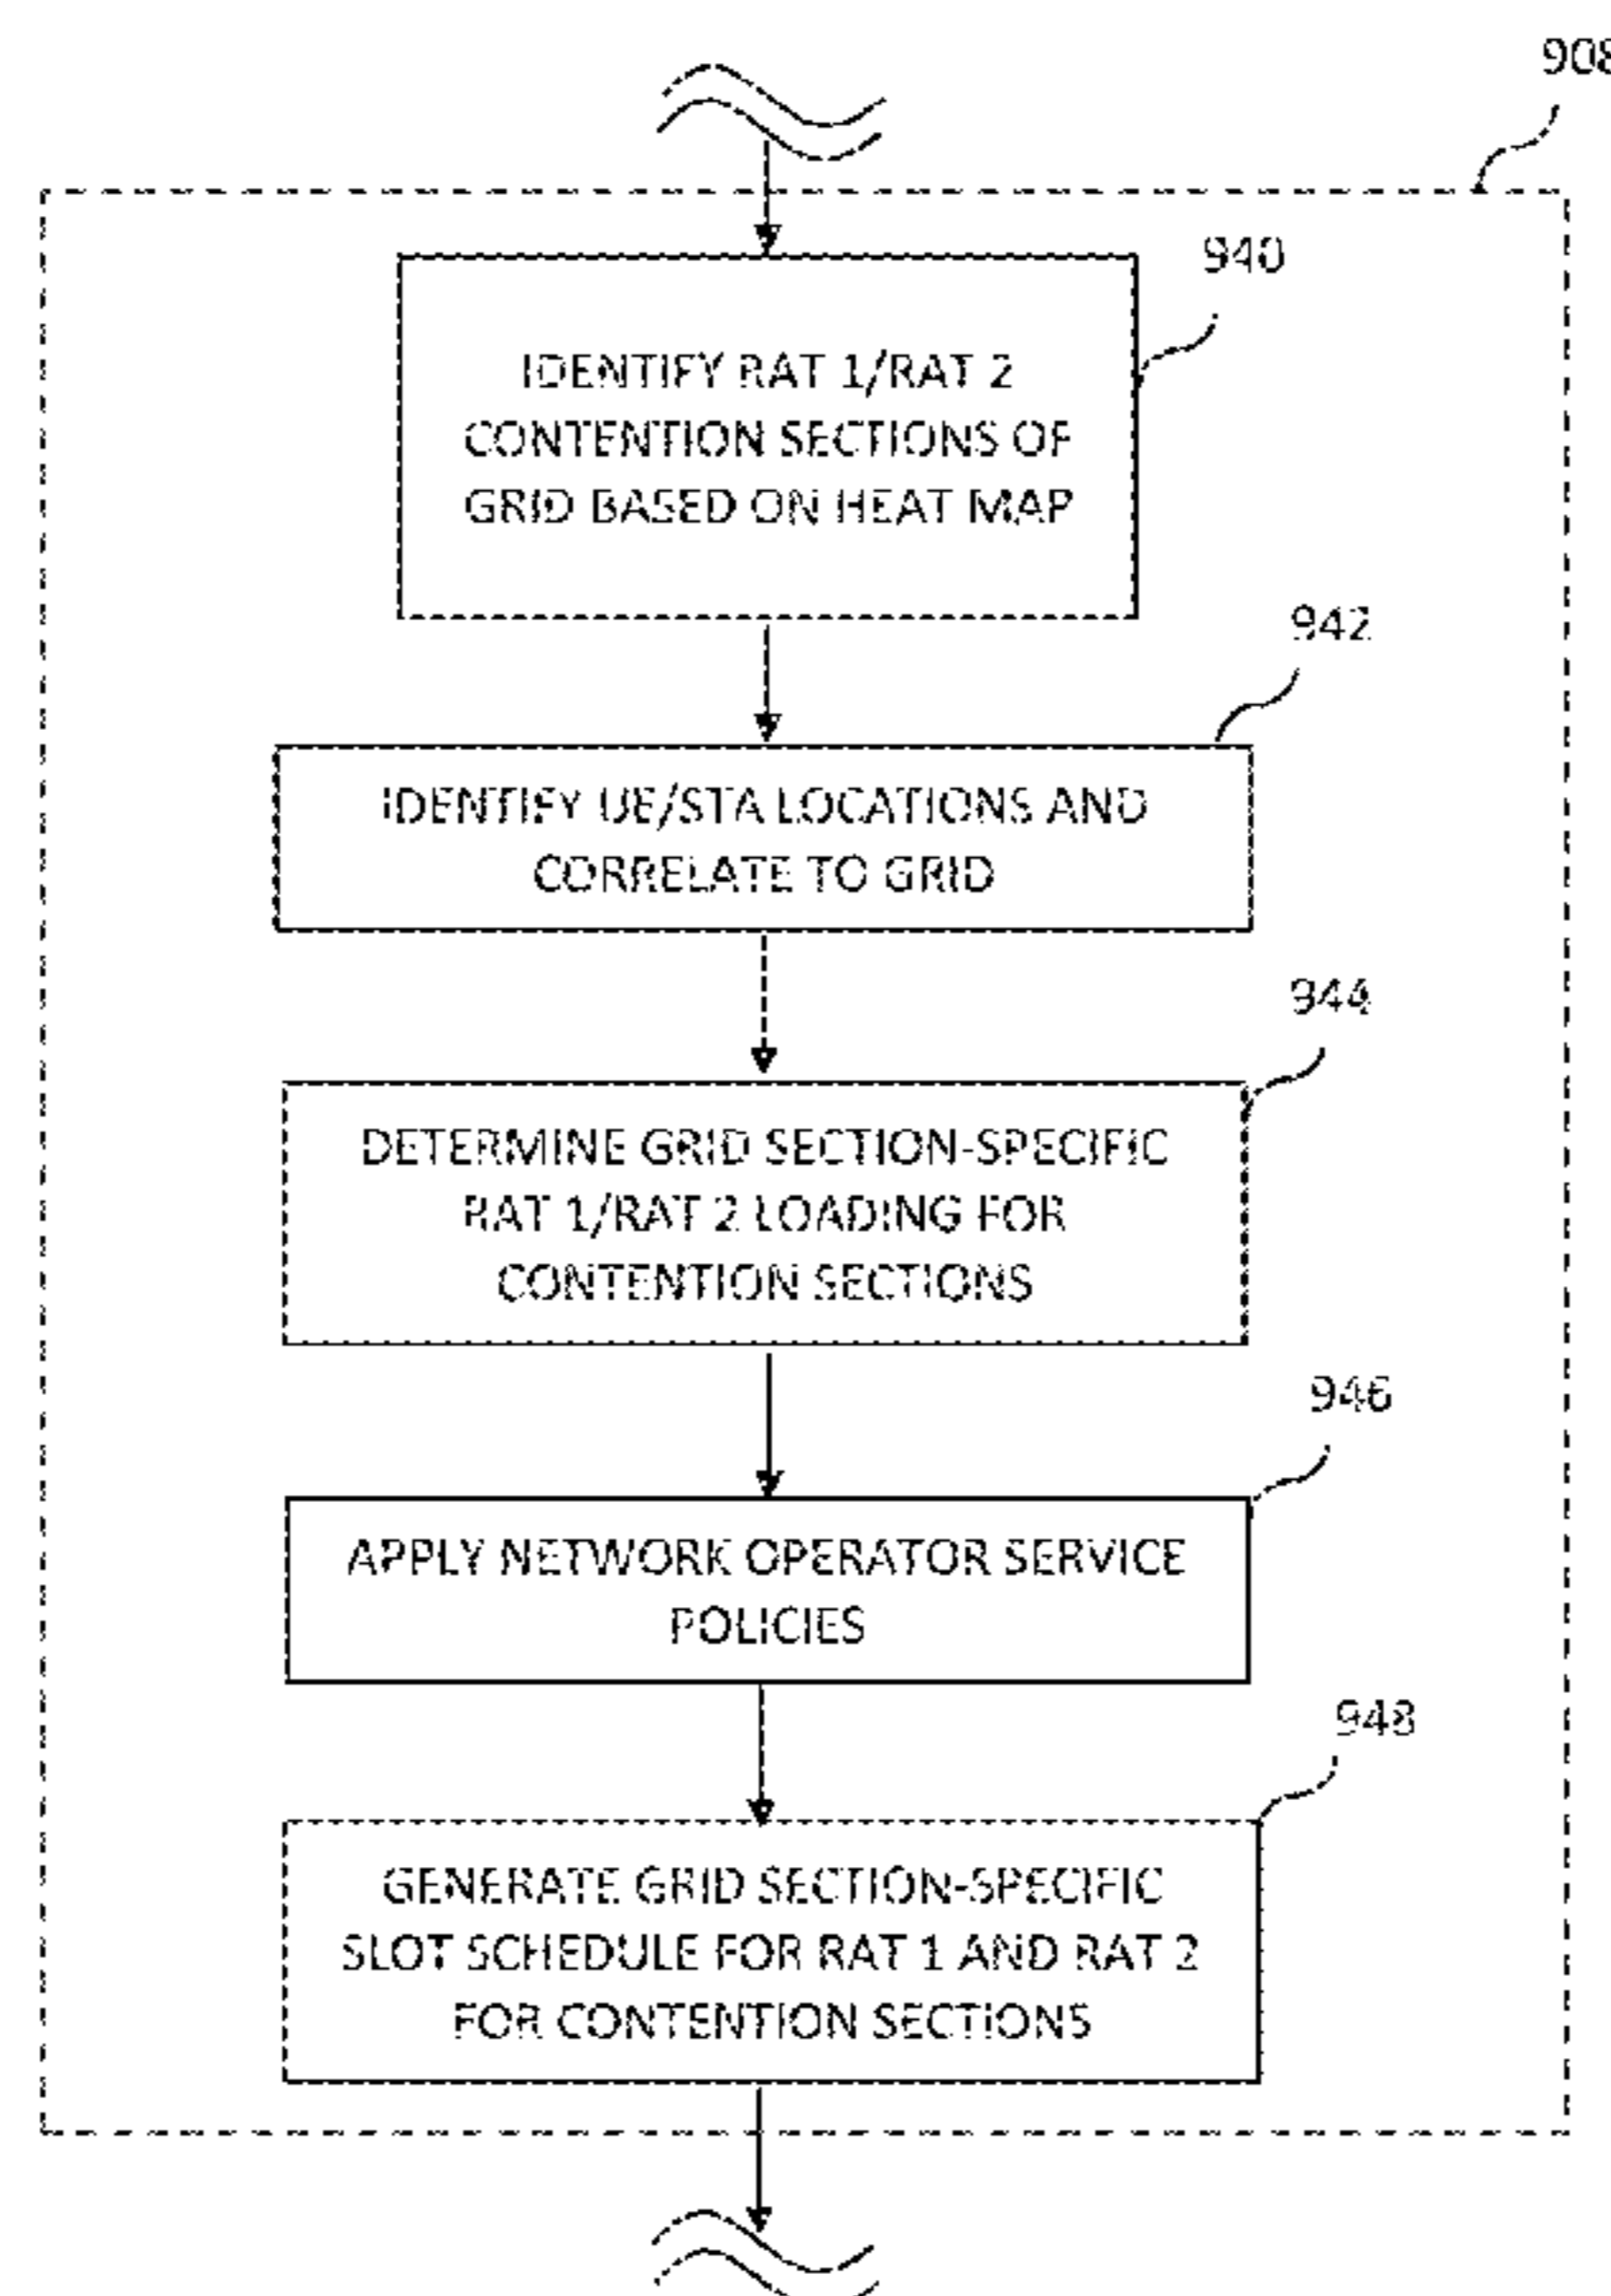 908
940
IDENTIFY RAT 1/RAT 2
CONTENTION SECTIONS OF
GRID BASED ON HEAT MAP
942
IDENTIFY UE/STA LOCATIONS AND
CORRELATE TO GRID
944
DETERMINE GRID SECTION-SPECIFIC
RAT 1/RAT 2 LOADING FOR
CONTENTION SECTIONS
946
APPLY NETWORK OPERATOR SERVICE
POLICIES
948
GENERATE GRID SECTION-SPECIFIC
SLOT SCHEDULE FOR RAT 1 AND RAT 2
FOR CONTENTION SECTIONS